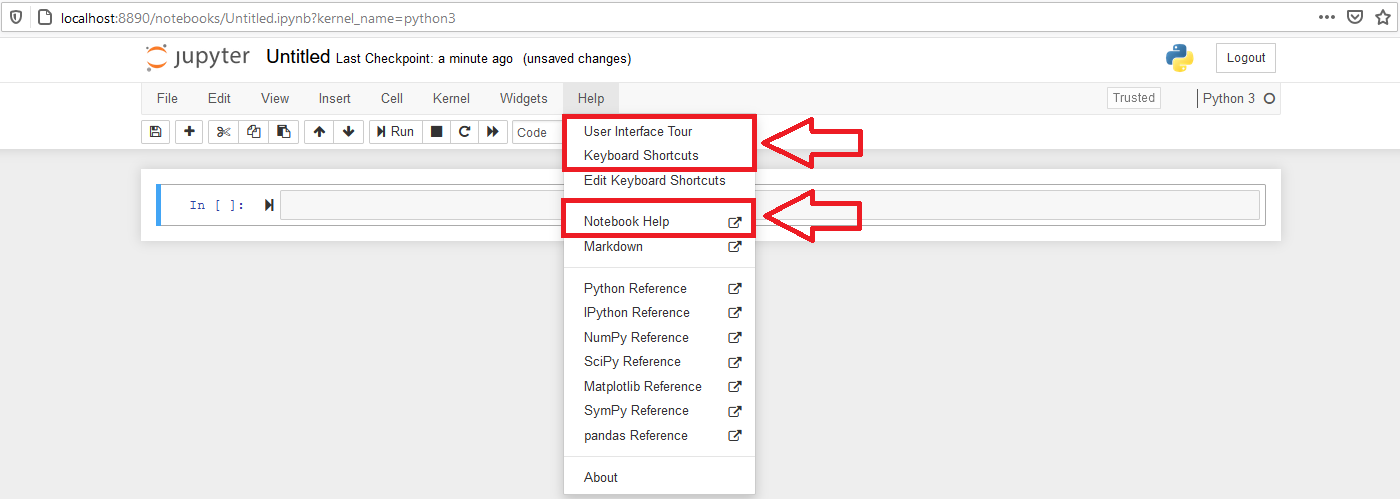 localhost:8890/notebooks/Untitled.ipynb?kernel_name=python3
jupyter Untitled Last Checkpoint: a minute ago (unsaved changes) Logout
File Edit View Insert Cell Kernel Widgets Help Trusted Python 3
Run Code
User Interface Tour
Keyboard Shortcuts
Edit Keyboard Shortcuts
In [ ]:
Notebook Help
Markdown
Python Reference
IPython Reference
NumPy Reference
SciPy Reference
Matplotlib Reference
SymPy Reference
pandas Reference
About